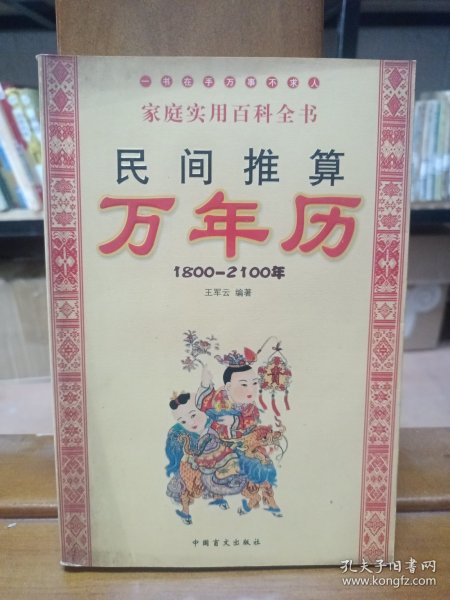 一书在手万事不求人
家庭实用百科全书
民间推算
万年历
1800-2100年
王军云 编著
中国盲文出版社
孔夫子旧书网
www.kongfz.com